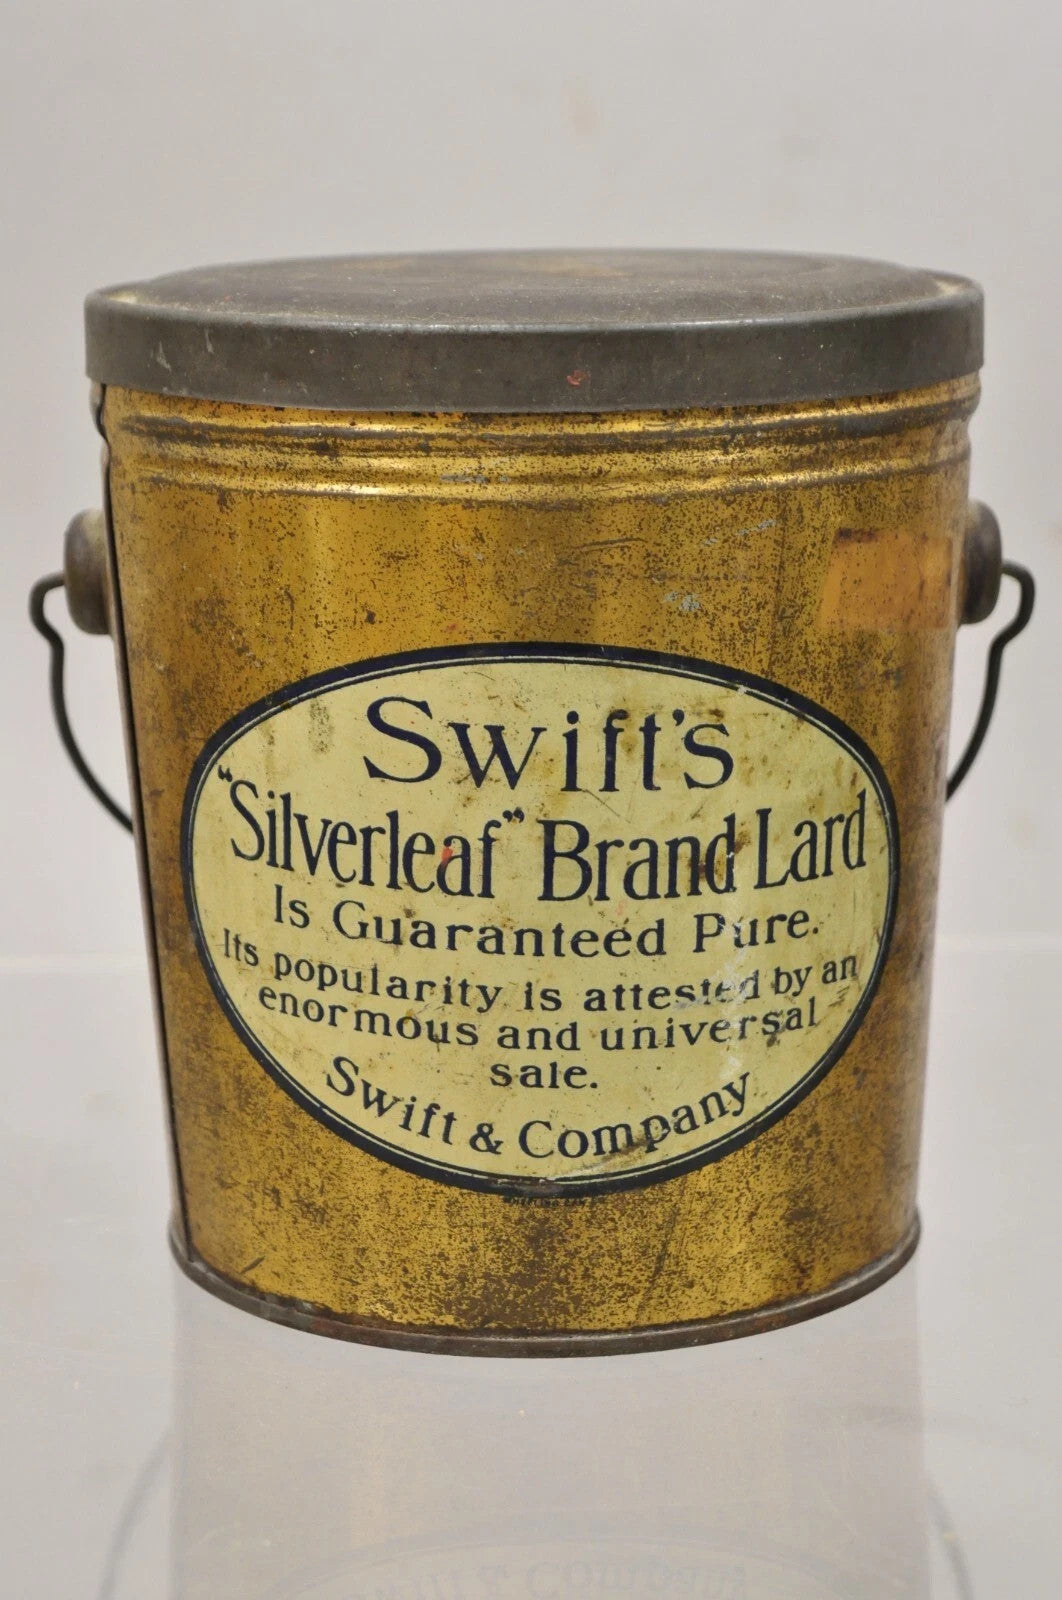 Swift's
"Silverleaf" Brand Lard
Is Guaranteed Pure.
Its popularity is attested by an
enormous and universal
sale.
Swift & Company